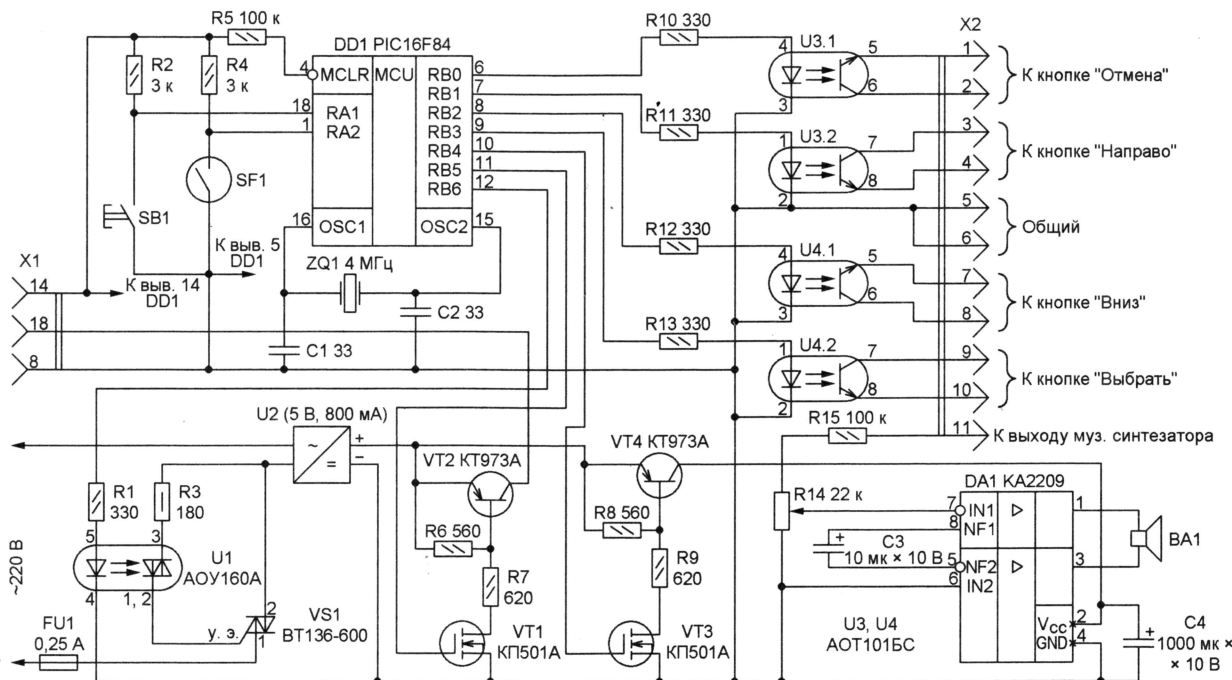 R5 100 к
DD1 PIC16F84
R10 330
X2
R2
3 к
R4
3 к
4
MCLR
MCU
RB0
6
RB1
7
RB2
8
RB3
9
RB4
10
RB5
11
RB6
12
18
RA1
1
RA2
4
U3.1
5
6
3
1
2
К кнопке "Отмена"
R11 330
1
U3.2
7
8
2
3
4
К кнопке "Направо"
SF1
SB1
16
OSC1
OSC2
15
R12 330
5
6
Общий
К выв. 5
DD1
X1
14
К выв. 14
DD1
ZQ1 4 МГц
C2 33
4
U4.1
5
6
3
7
8
К кнопке "Вниз"
18
C1 33
R13 330
8
1
U4.2
7
8
2
9
10
К кнопке "Выбрать"
R15 100 к
11
К выходу муз. синтезатора
U2 (5 В, 800 мА)
~
=
+
–
VT2 КТ973А
VT4 КТ973А
DA1 KA2209
R1
330
R3
180
R6 560
R8 560
R14 22 к
7
IN1
8
NF1
1
5
NF2
6
IN2
3
BA1
+
C3
10 мк × 10 В
5
3
U1
АОУ160А
4
1, 2
~220 В
R7
620
R9
620
FU1
0,25 А
у. э.
2
1
VS1
BT136-600
VT1
КП501А
VT3
КП501А
U3, U4
АОТ101БС
VCC
2
GND
4
+
C4
1000 мк ×
× 10 В